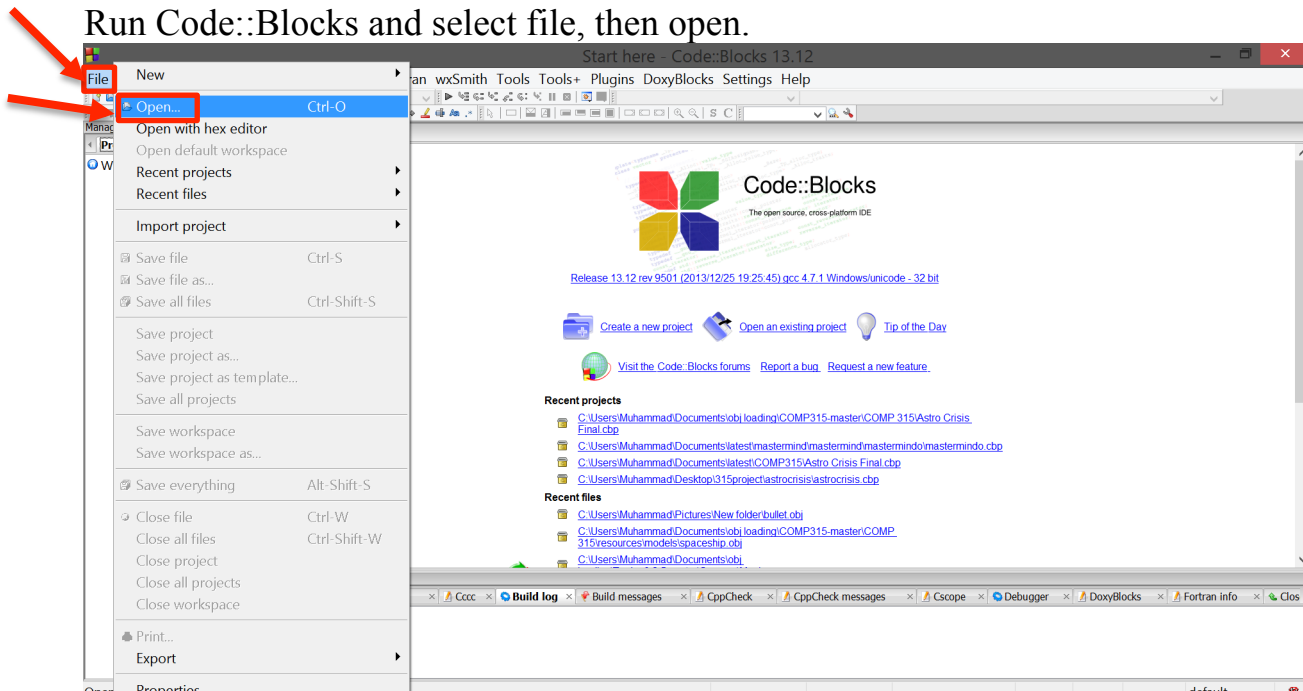 Run Code::Blocks and select file, then open.
Start here - Code::Blocks 13.12
File
ran wxSmith Tools Tools+ Plugins DoxyBlocks Settings Help
New
Open... Ctrl-O
Open with hex editor
Open default workspace
Recent projects
Recent files
Import project
Save file Ctrl-S
Save file as...
Save all files Ctrl-Shift-S
Save project
Save project as...
Save project as template...
Save all projects
Save workspace
Save workspace as...
Save everything Alt-Shift-S
Close file Ctrl-W
Close all files Ctrl-Shift-W
Close project
Close all projects
Close workspace
Print...
Export
Properties
S C
Manag
Pr
W
Code::Blocks
The open source, cross-platform IDE
Release 13.12 rev 9501 (2013/12/25 19:25:45) gcc 4.7.1 Windows/unicode - 32 bit
Create a new project Open an existing project Tip of the Day
Visit the Code::Blocks forums Report a bug Request a new feature
Recent projects
C:\Users\Muhammad\Documents\obj loading\COMP315-master\COMP 315\Astro Crisis
Final.cbp
C:\Users\Muhammad\Documents\latest\mastermind\mastermind\mastermindo\mastermindo.cbp
C:\Users\Muhammad\Documents\latest\COMP315\Astro Crisis Final.cbp
C:\Users\Muhammad\Desktop\315project\astrocrisis\astrocrisis.cbp
Recent files
C:\Users\Muhammad\Pictures\New folder\bullet.obj
C:\Users\Muhammad\Documents\obj loading\COMP315-master\COMP
315\resources\models\spaceship.obj
C:\Users\Muhammad\Documents\obj
Cccc Build log Build messages CppCheck CppCheck messages Cscope Debugger DoxyBlocks Fortran info Clos
default